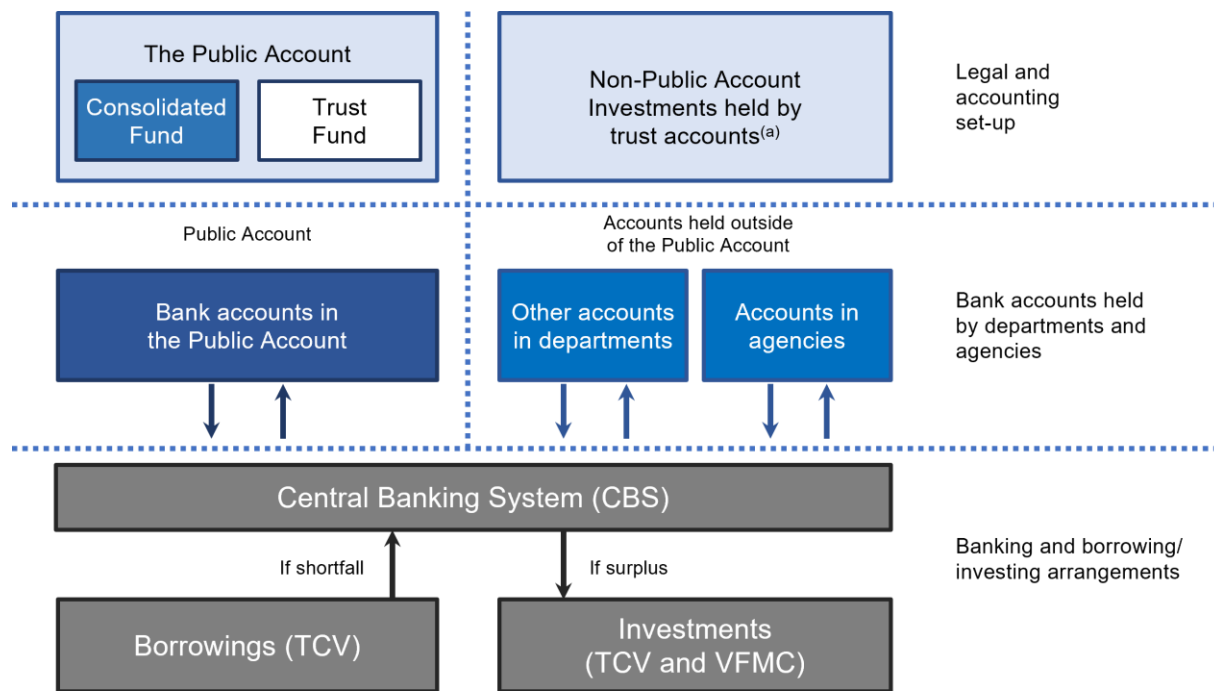 The Public Account
Consolidated
Fund
Trust
Fund
Non-Public Account
Investments held by
trust accounts(a)
Legal and
accounting
set-up
Public Account
Accounts held outside
of the Public Account
Bank accounts in
the Public Account
Other accounts
in departments
Accounts in
agencies
Bank accounts held
by departments and
agencies
Central Banking System (CBS)
If shortfall
If surplus
Banking and borrowing/
investing arrangements
Borrowings (TCV)
Investments
(TCV and VFMC)